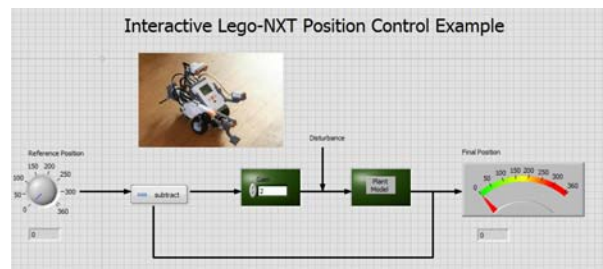 Interactive Lego-NXT Position Control Example
Disturbance
Reference Position
Final Position
150 200
100 250
50 300
0 360
subtract
Gain
2
Plant
Model
0 50 100 150 200 250 300 360
0
0